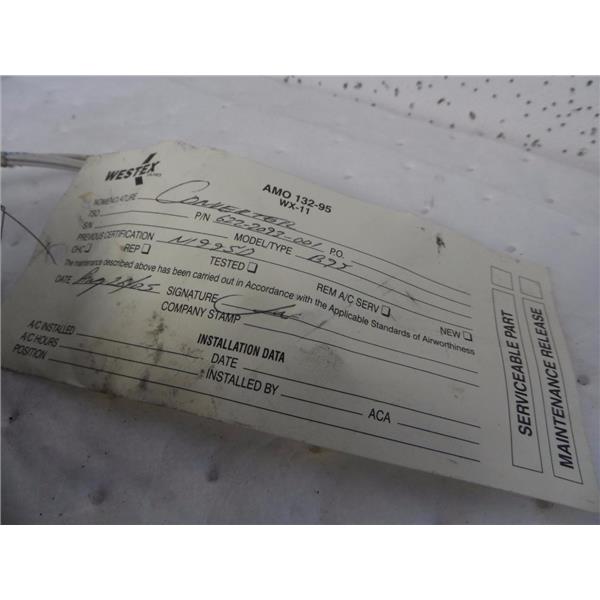 WESTEX
AMO 132-95
WX-11
NOMENCLATURE CONVERTER
TSO P/N 622-2092-001 P.O.
S/N MODEL/TYPE
PREVIOUS CERTIFICATION N1995D
OHC REP TESTED REM A/C SERV NEW
The maintenance described above has been carried out in Accordance with the Applicable Standards of Airworthiness
DATE SIGNATURE
COMPANY STAMP
INSTALLATION DATA
A/C INSTALLED DATE
A/C HOURS INSTALLED BY ACA
POSITION
SERVICEABLE PART
MAINTENANCE RELEASE